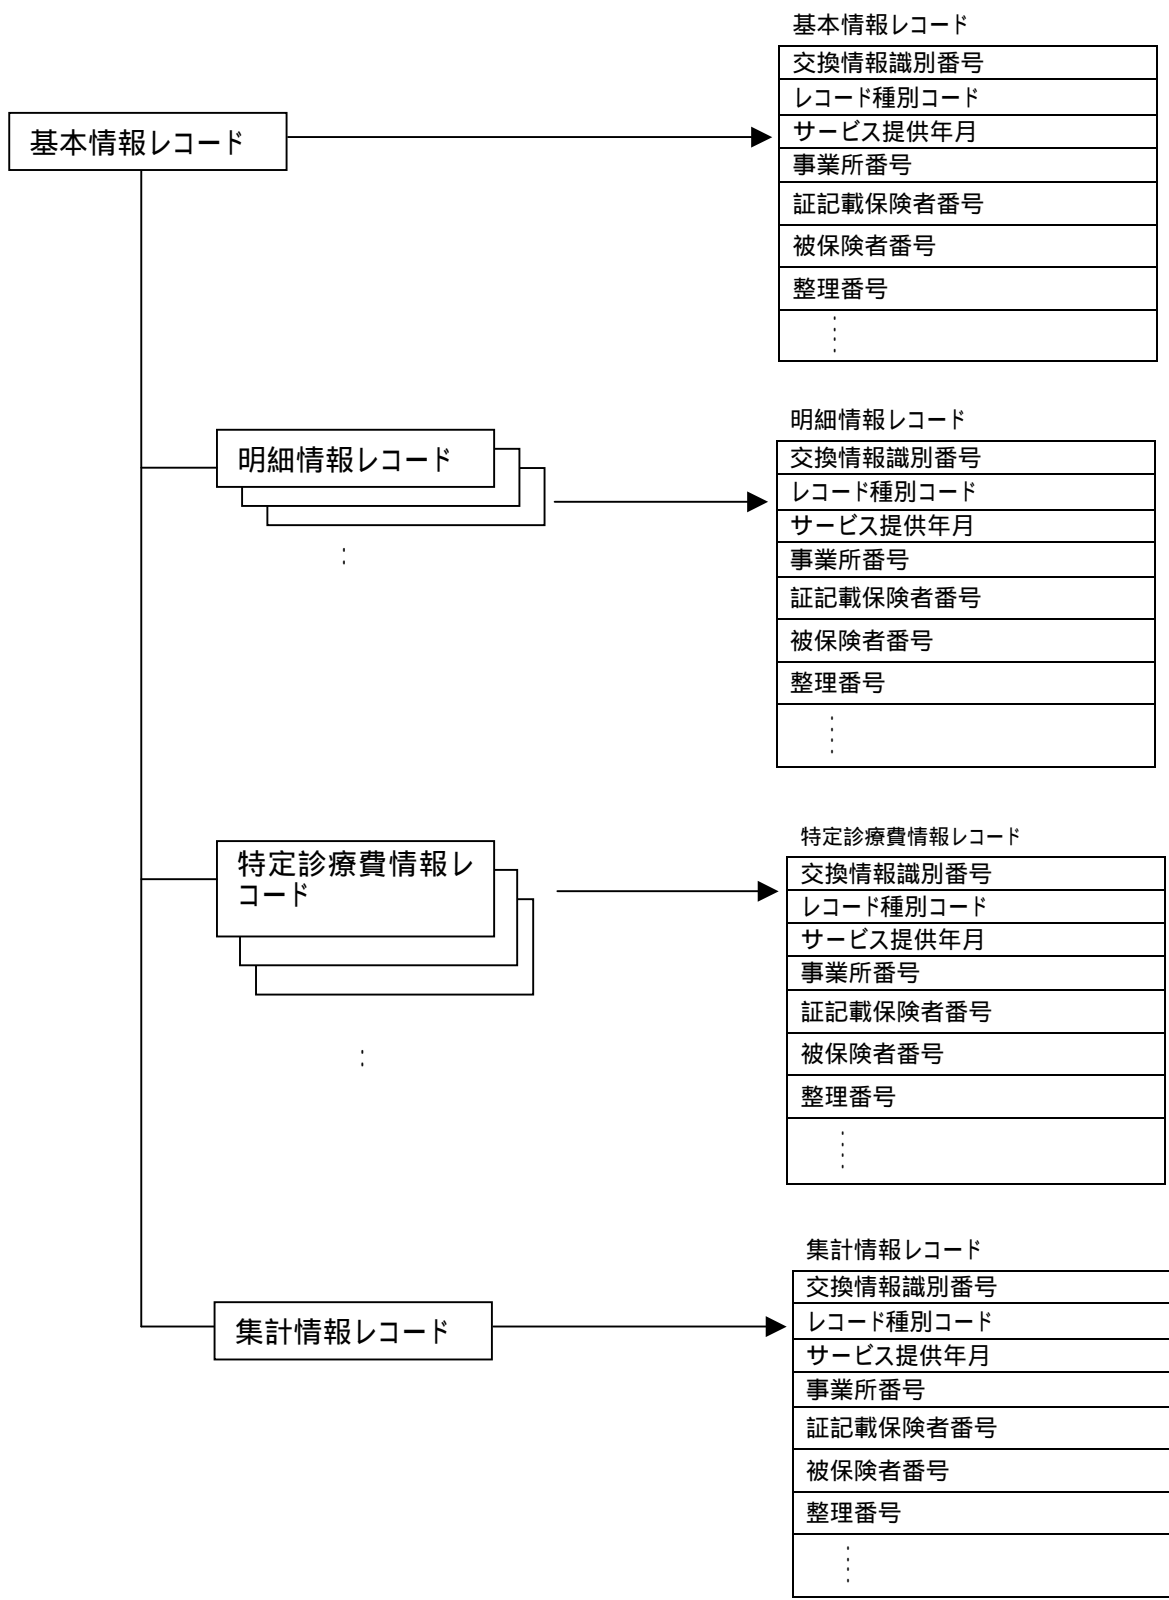 基本情報レコード
基本情報レコード
交換情報識別番号
レコード種別コード
サービス提供年月
事業所番号
証記載保険者番号
被保険者番号
整理番号
明細情報レコード
明細情報レコード
交換情報識別番号
レコード種別コード
サービス提供年月
事業所番号
証記載保険者番号
被保険者番号
整理番号
特定診療費情報レ
コード
特定診療費情報レコード
交換情報識別番号
レコード種別コード
サービス提供年月
事業所番号
証記載保険者番号
被保険者番号
整理番号
集計情報レコード
集計情報レコード
交換情報識別番号
レコード種別コード
サービス提供年月
事業所番号
証記載保険者番号
被保険者番号
整理番号